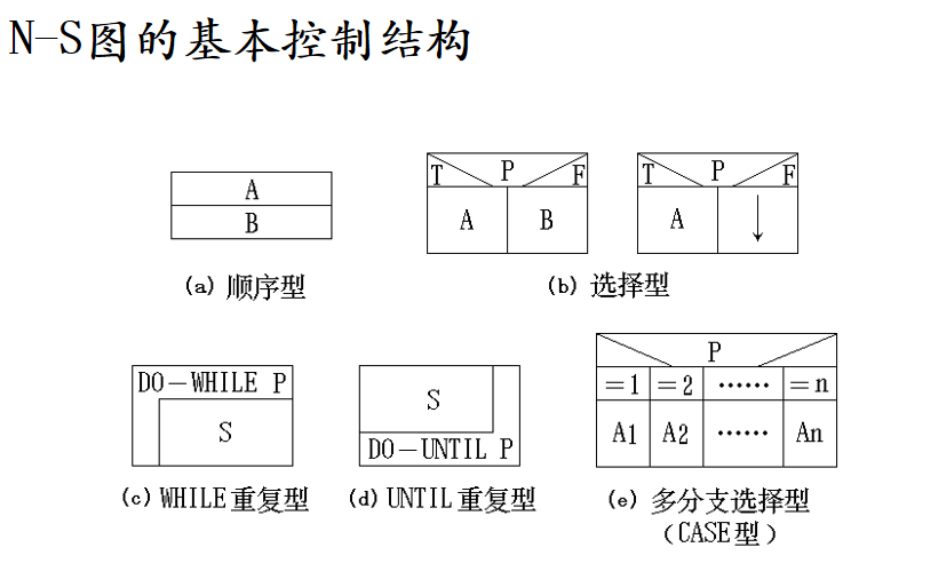 N-S图的基本控制结构
A
B
(a) 顺序型
T P F
A B
T P F
A
(b) 选择型
DO-WHILE P
S
(c) WHILE重复型
S
DO-UNTIL P
(d) UNTIL重复型
P
=1 =2 …… =n
A1 A2 …… An
(e) 多分支选择型
(CASE型)